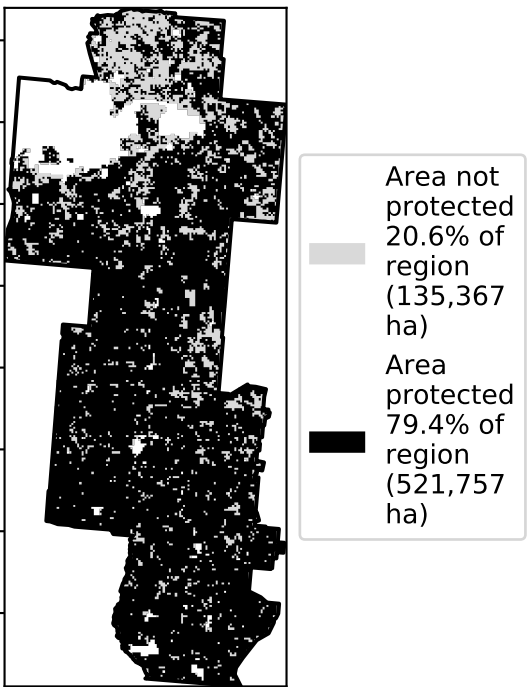 Area not
protected
20.6% of
region
(135,367
ha)
Area
protected
79.4% of
region
(521,757
ha)